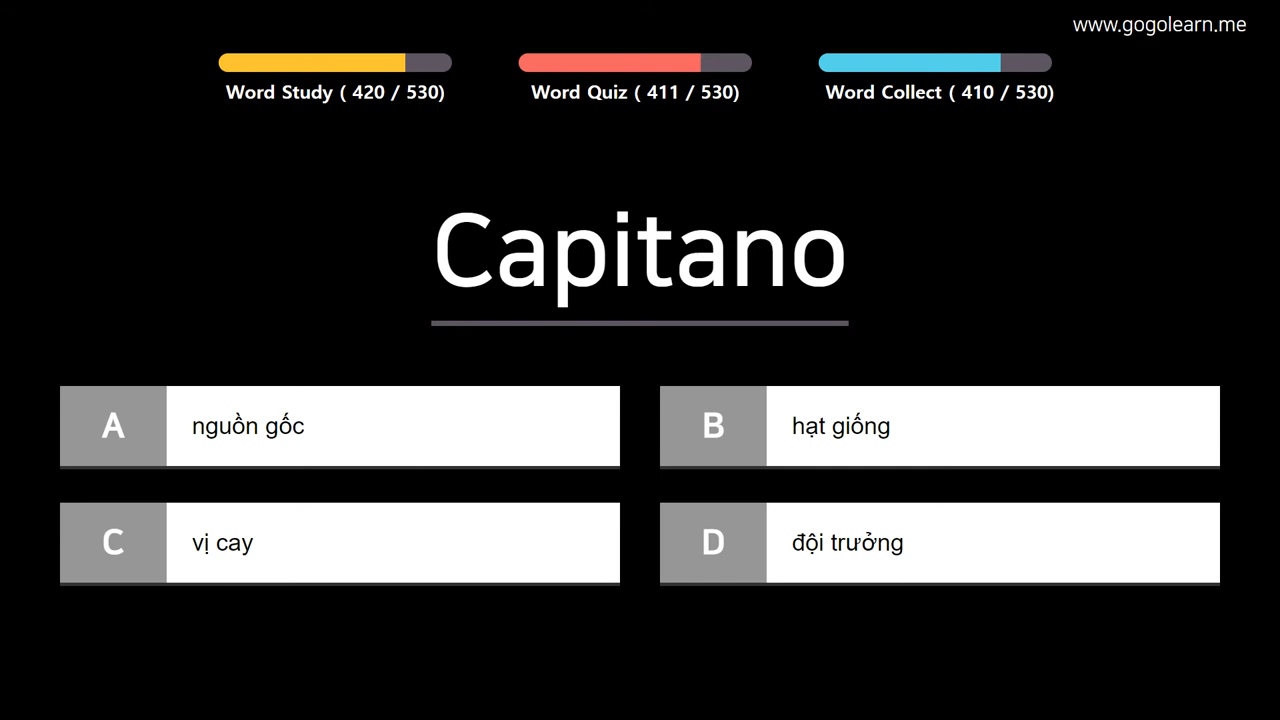 www.gogolearn.me
Word Study ( 420 / 530)
Word Quiz ( 411 / 530)
Word Collect ( 410 / 530)
Capitano
A nguồn gốc
B hạt giống
C vị cay
D đội trưởng